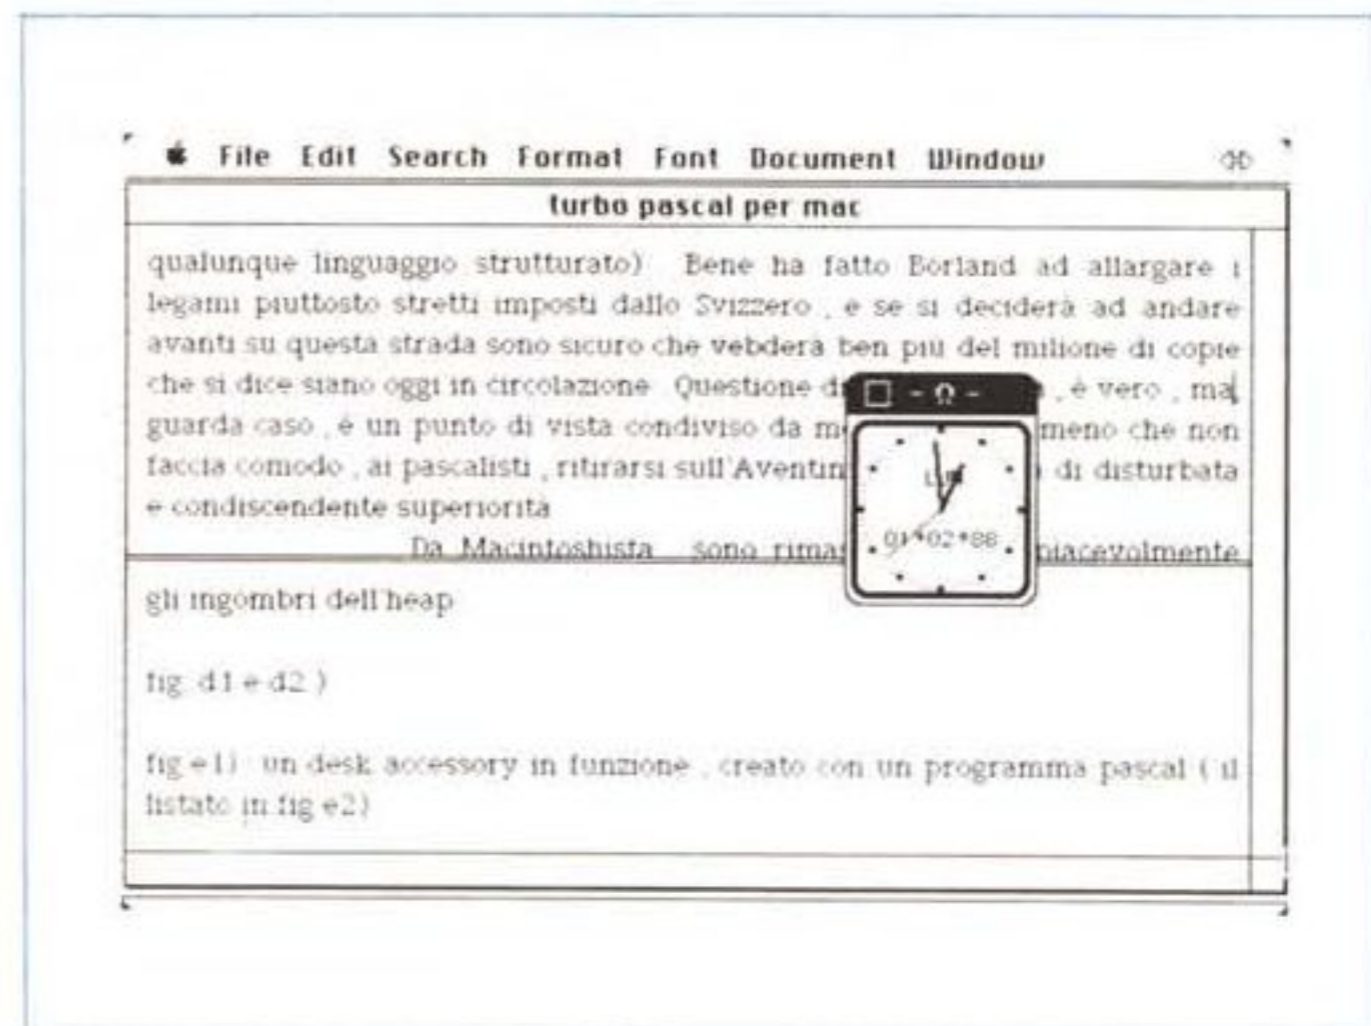 File Edit Search Format Font Document Window
turbo pascal per mac
qualunque linguaggio strutturato) Bene ha fatto Borland ad allargare i
legami piuttosto stretti imposti dallo Svizzero , e se si deciderà ad andare
avanti su questa strada sono sicuro che vebderà ben più del milione di copie
che si dice siano oggi in circolazione . Questione di , è vero , ma
- Ω -
guarda caso , è un punto di vista condiviso da meno che non
faccia comodo , ai pascalisti , ritirarsi sull'Aventin di disturbata
e condiscendente superiorità
01*02*88
Da Macintoshista sono rimas piacevolmente
gli ingombri dell'heap
fig d1 e d2 )
fig e1) un desk accessory in funzione , creato con un programma pascal ( il
listato in fig e2)